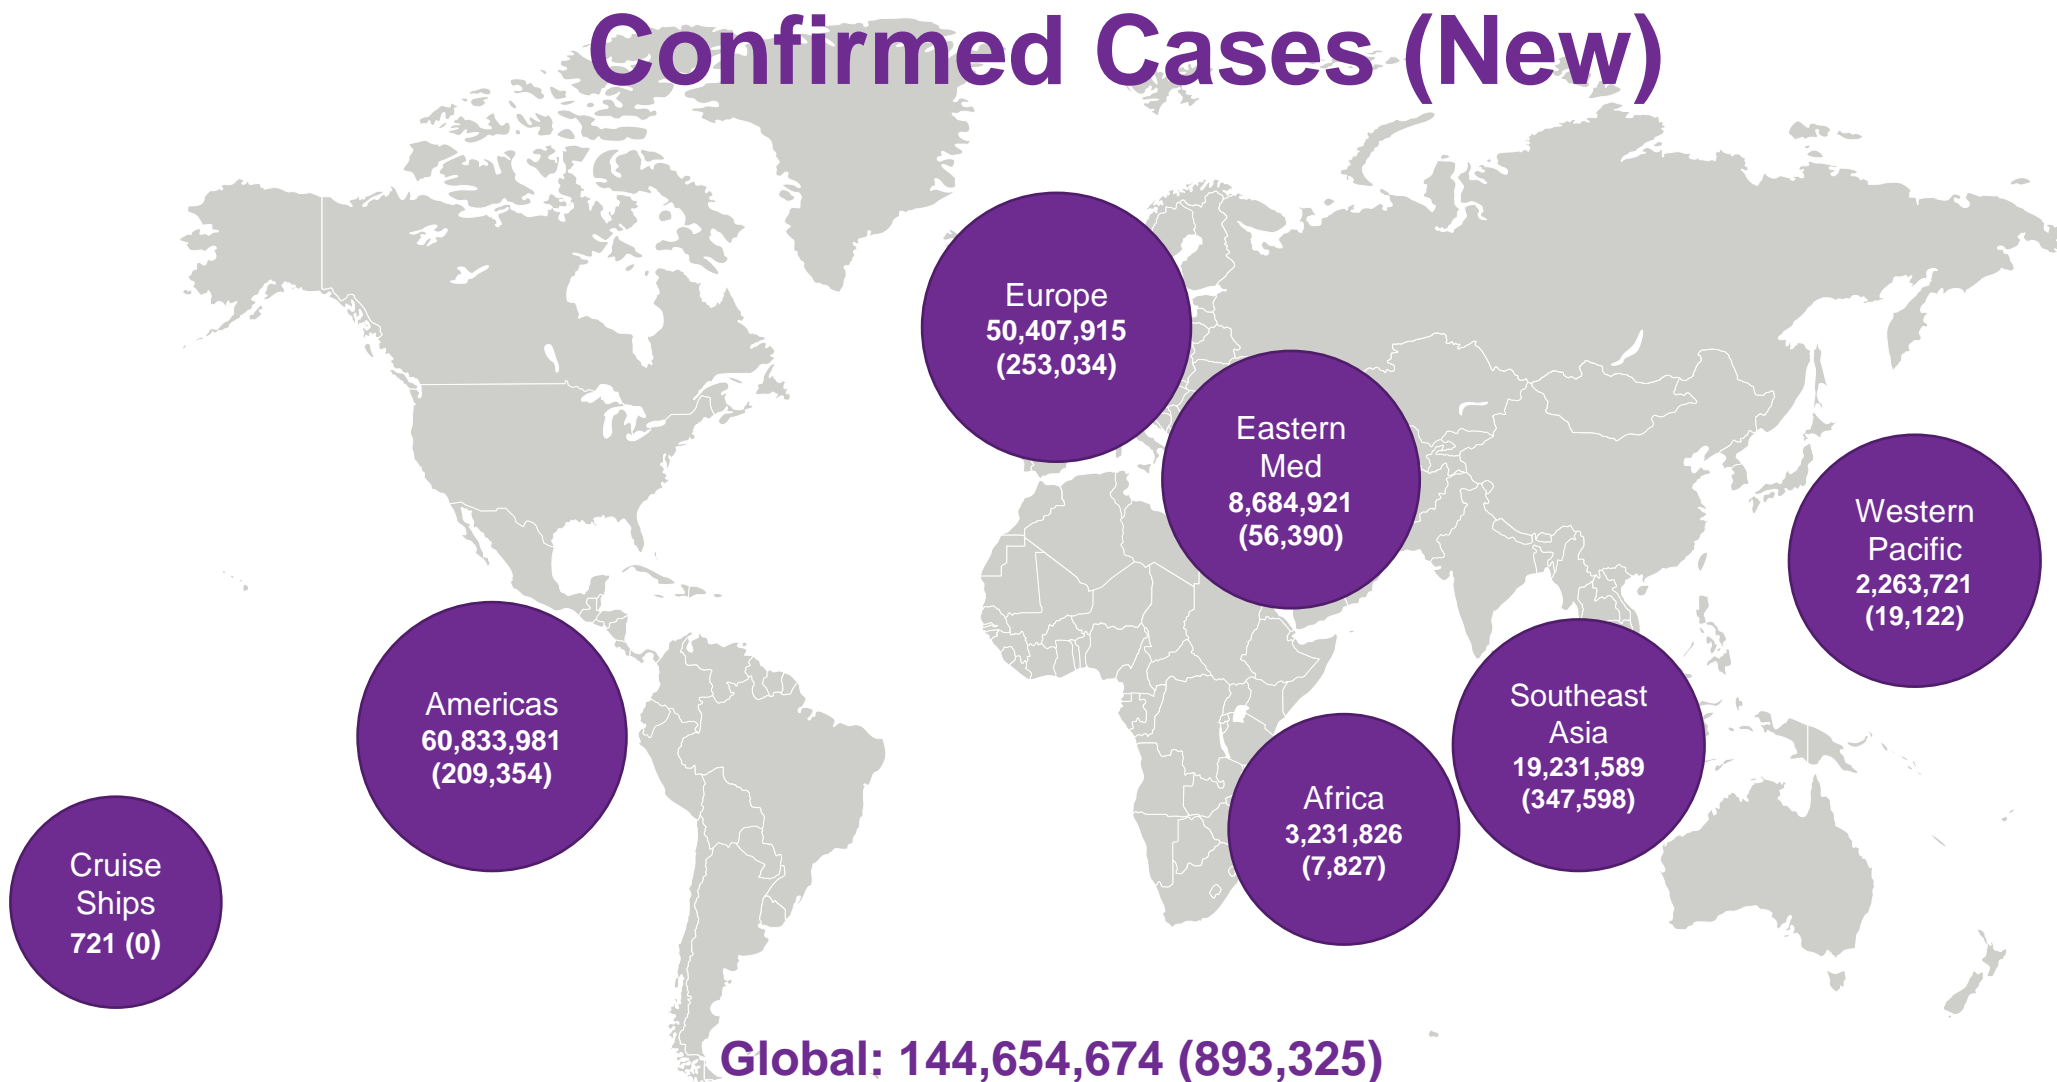 Confirmed Cases (New)
Europe
50,407,915
(253,034)
Eastern
Med
8,684,921
(56,390)
Western
Pacific
2,263,721
(19,122)
Americas
60,833,981
(209,354)
Southeast
Asia
19,231,589
(347,598)
Africa
3,231,826
(7,827)
Cruise
Ships
721 (0)
Global: 144,654,674 (893,325)